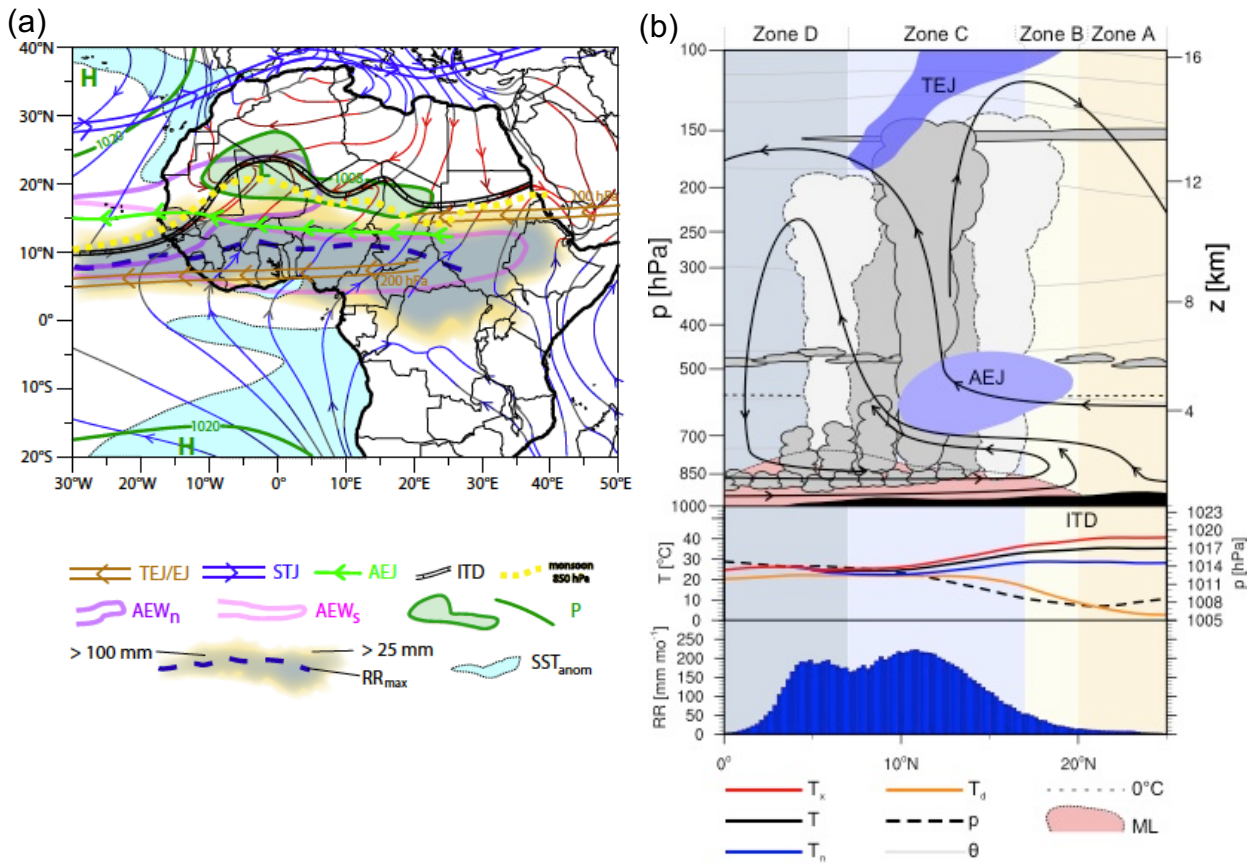 (a)
40°N
30°N
20°N
10°N
0°
10°S
20°S
30°W
20°W
10°W
0°
10°E
20°E
30°E
40°E
50°E
H
1020
L
1008
100 hPa
200 hPa
1020
H
TEJ/EJ
STJ
AEJ
ITD
monsoon
850 hPa
AEWn
AEWs
P
> 100 mm
> 25 mm
RRmax
SSTanom
(b)
Zone D
Zone C
Zone B
Zone A
p [hPa]
100
150
200
250
300
400
500
700
850
1000
z [km]
16
12
8
4
TEJ
AEJ
ITD
T [°C]
40
30
20
10
0
p [hPa]
1023
1020
1017
1014
1011
1008
1005
RR [mm mo⁻¹]
200
150
100
50
0
0°
10°N
20°N
Tx
Td
0°C
T
p
ML
Tn
θ